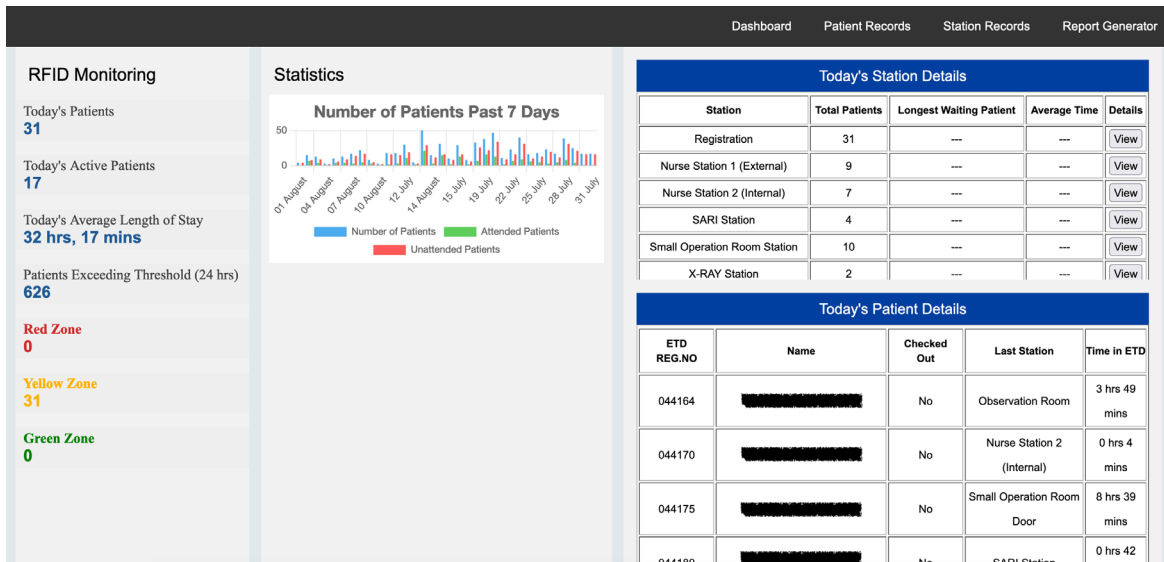 Dashboard Patient Records Station Records Report Generator
RFID Monitoring
Today's Patients
31
Today's Active Patients
17
Today's Average Length of Stay
32 hrs, 17 mins
Patients Exceeding Threshold (24 hrs)
626
Red Zone
0
Yellow Zone
31
Green Zone
0
Statistics
Number of Patients Past 7 Days
50
0
01 August 04 August 07 August 10 August 12 July 14 August 15 July 19 July 22 July 25 July 28 July 31 July
Number of Patients Attended Patients
Unattended Patients
Today's Station Details
Station Total Patients Longest Waiting Patient Average Time Details
Registration 31 --- --- View
Nurse Station 1 (External) 9 --- --- View
Nurse Station 2 (Internal) 7 --- --- View
SARI Station 4 --- --- View
Small Operation Room Station 10 --- --- View
X-RAY Station 2 --- --- View
Today's Patient Details
ETD REG.NO Name Checked Out Last Station Time in ETD
044164 No Observation Room 3 hrs 49 mins
044170 No Nurse Station 2 (Internal) 0 hrs 4 mins
044175 No Small Operation Room Door 8 hrs 39 mins
No SARI Station 0 hrs 42